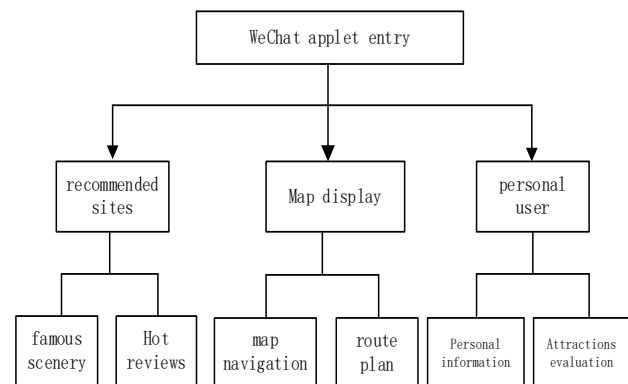 WeChat applet entry
recommended
sites
Map display
personal
user
famous
scenery
Hot
reviews
map
navigation
route
plan
Personal
information
Attractions
evaluation